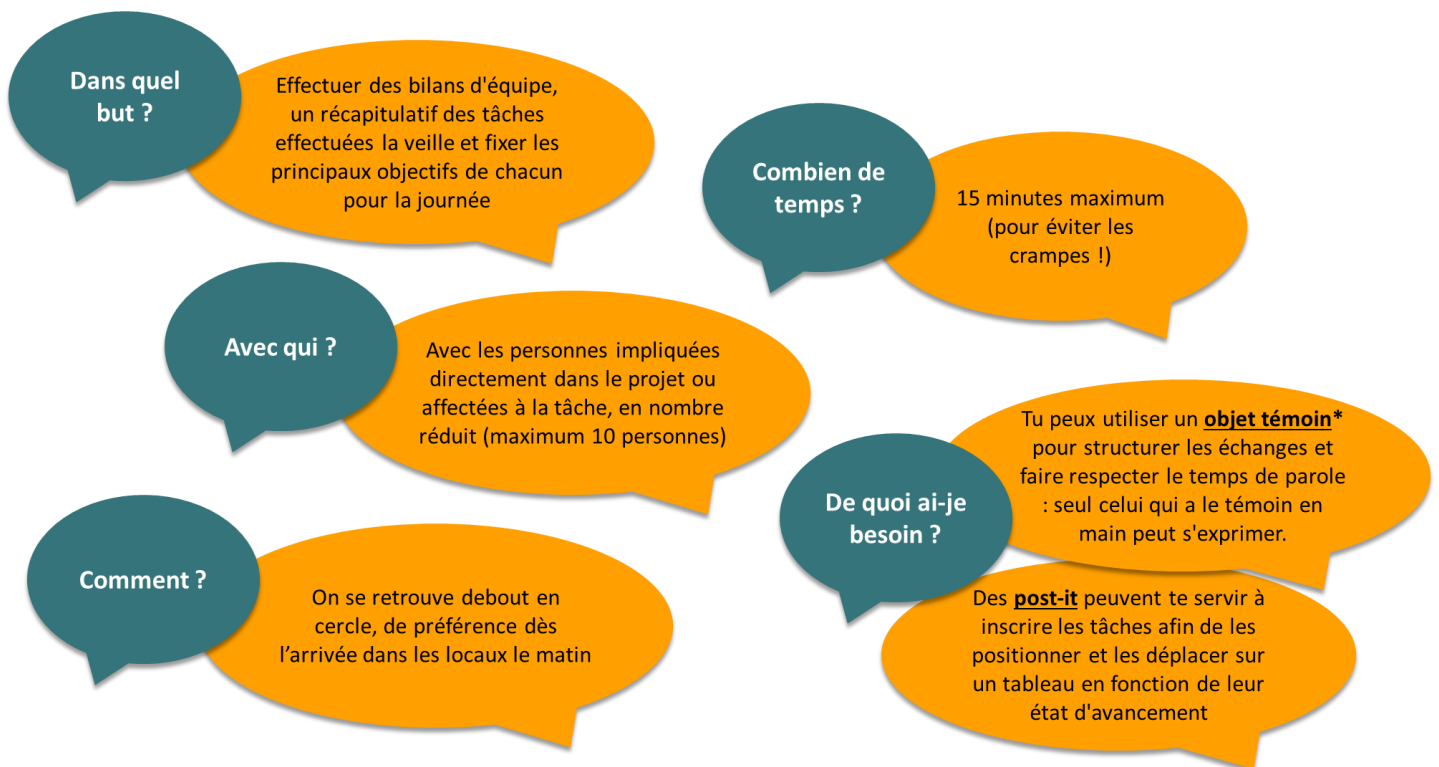 Dans quel
but ?
Effectuer des bilans d'équipe,
un récapitulatif des tâches
effectuées la veille et fixer les
principaux objectifs de chacun
pour la journée
Combien de
temps ?
15 minutes maximum
(pour éviter les
crampes !)
Avec qui ?
Avec les personnes impliquées
directement dans le projet ou
affectées à la tâche, en nombre
réduit (maximum 10 personnes)
De quoi ai-je
besoin ?
Tu peux utiliser un objet témoin*
pour structurer les échanges et
faire respecter le temps de parole
: seul celui qui a le témoin en
main peut s'exprimer.
Des post-it peuvent te servir à
inscrire les tâches afin de les
positionner et les déplacer sur
un tableau en fonction de leur
état d'avancement
Comment ?
On se retrouve debout en
cercle, de préférence dès
l’arrivée dans les locaux le matin